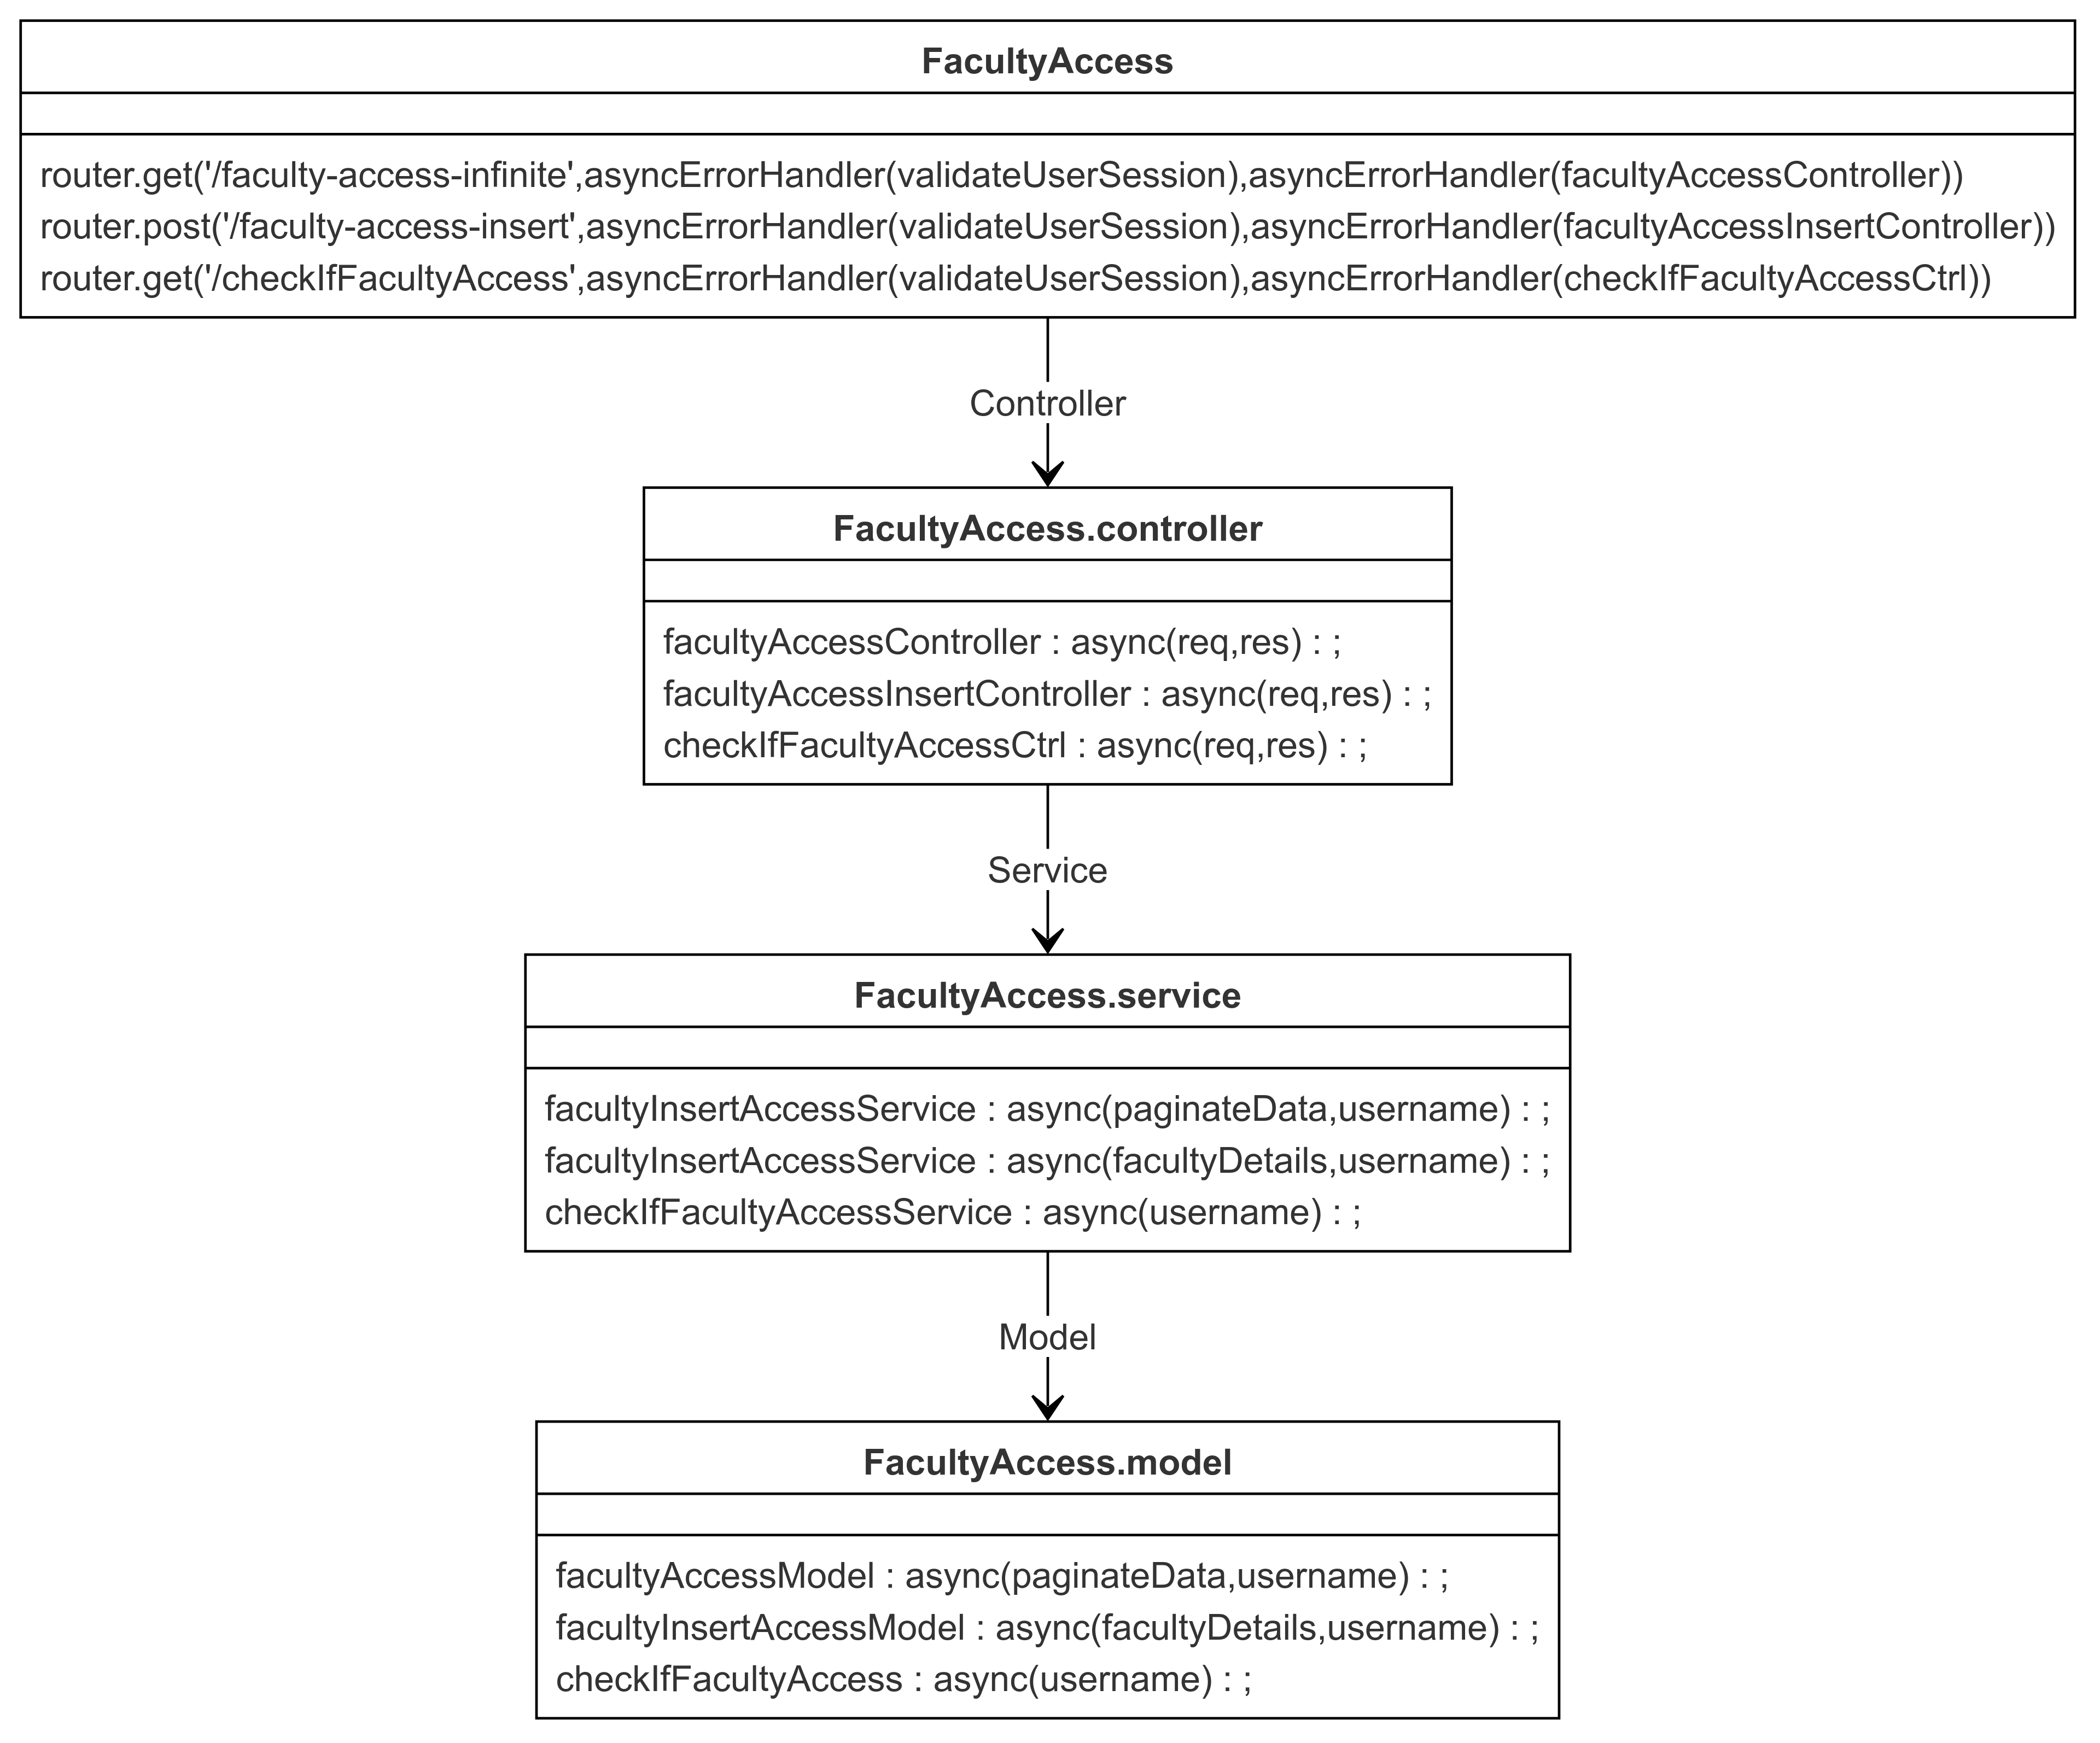 FacultyAccess
router.get('/faculty-access-infinite',asyncErrorHandler(validateUserSession),asyncErrorHandler(facultyAccessController))
router.post('/faculty-access-insert',asyncErrorHandler(validateUserSession),asyncErrorHandler(facultyAccessInsertController))
router.get('/checkIfFacultyAccess',asyncErrorHandler(validateUserSession),asyncErrorHandler(checkIfFacultyAccessCtrl))
Controller
FacultyAccess.controller
facultyAccessController : async(req,res) : ;
facultyAccessInsertController : async(req,res) : ;
checkIfFacultyAccessCtrl : async(req,res) : ;
Service
FacultyAccess.service
facultyInsertAccessService : async(paginateData,username) : ;
facultyInsertAccessService : async(facultyDetails,username) : ;
checkIfFacultyAccessService : async(username) : ;
Model
FacultyAccess.model
facultyAccessModel : async(paginateData,username) : ;
facultyInsertAccessModel : async(facultyDetails,username) : ;
checkIfFacultyAccess : async(username) : ;